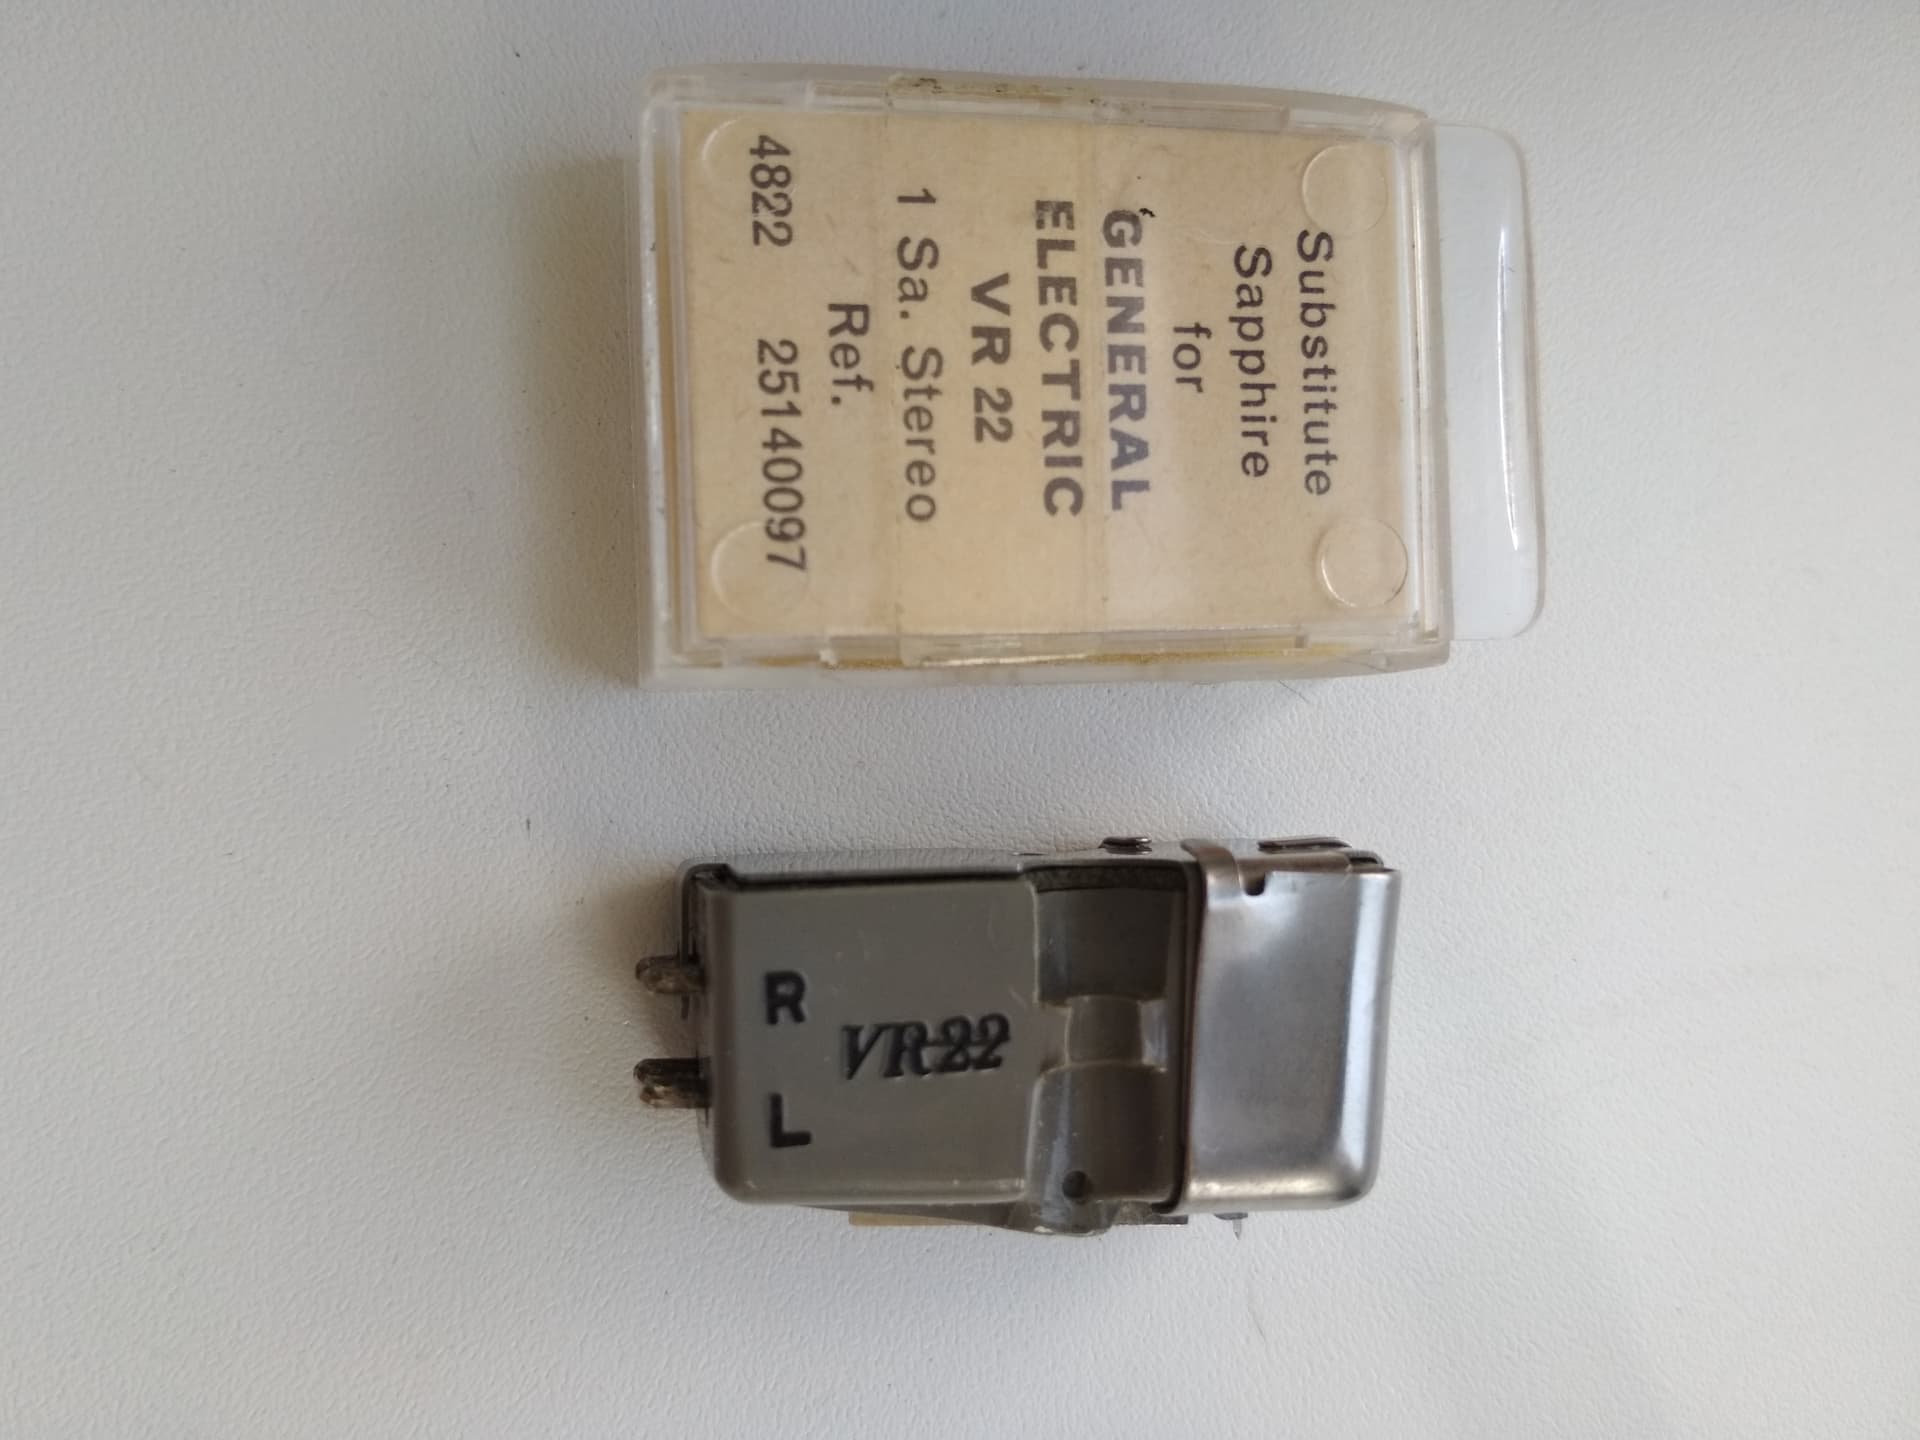 Substitute
Sapphire
for
GENERAL
ELECTRIC
VR 22
1 Sa. Stereo
Ref.
4822 25140097
R
L
VR22